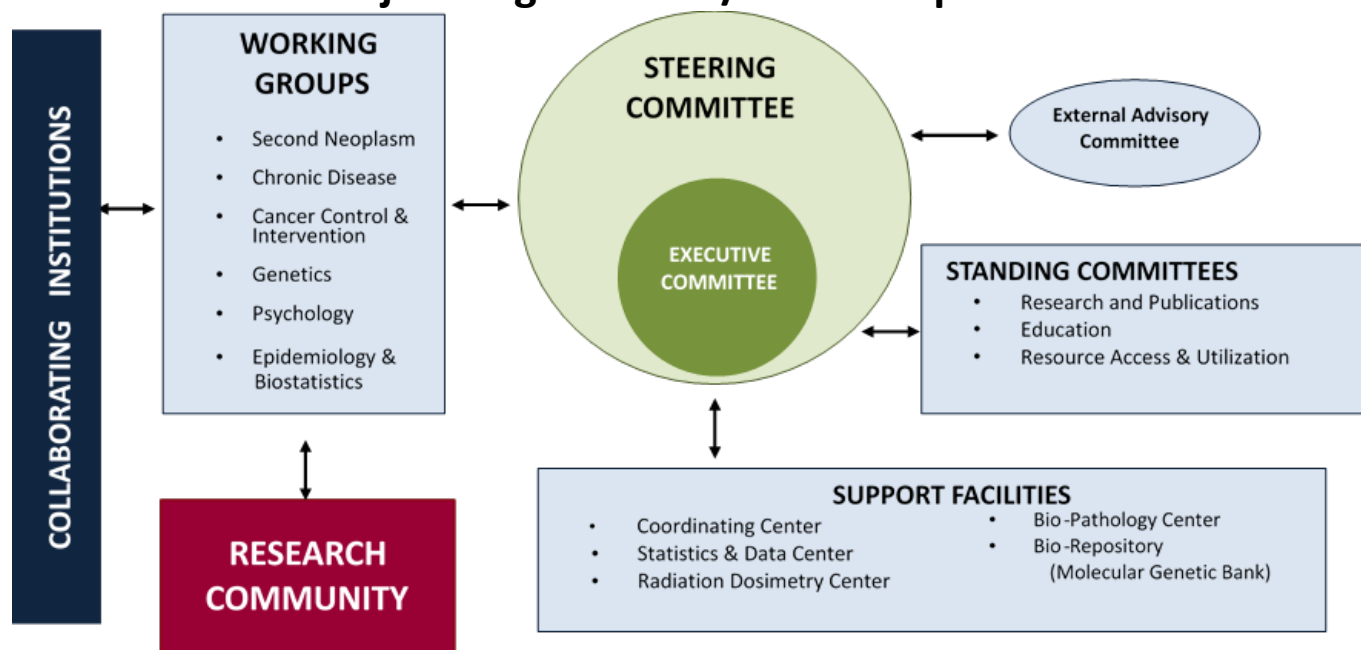 COLLABORATING INSTITUTIONS
WORKING
GROUPS
• Second Neoplasm
• Chronic Disease
• Cancer Control &
Intervention
• Genetics
• Psychology
• Epidemiology &
Biostatistics
RESEARCH
COMMUNITY
STEERING
COMMITTEE
EXECUTIVE
COMMITTEE
External Advisory
Committee
STANDING COMMITTEES
• Research and Publications
• Education
• Resource Access & Utilization
SUPPORT FACILITIES
• Coordinating Center
• Statistics & Data Center
• Radiation Dosimetry Center
• Bio-Pathology Center
• Bio-Repository
(Molecular Genetic Bank)